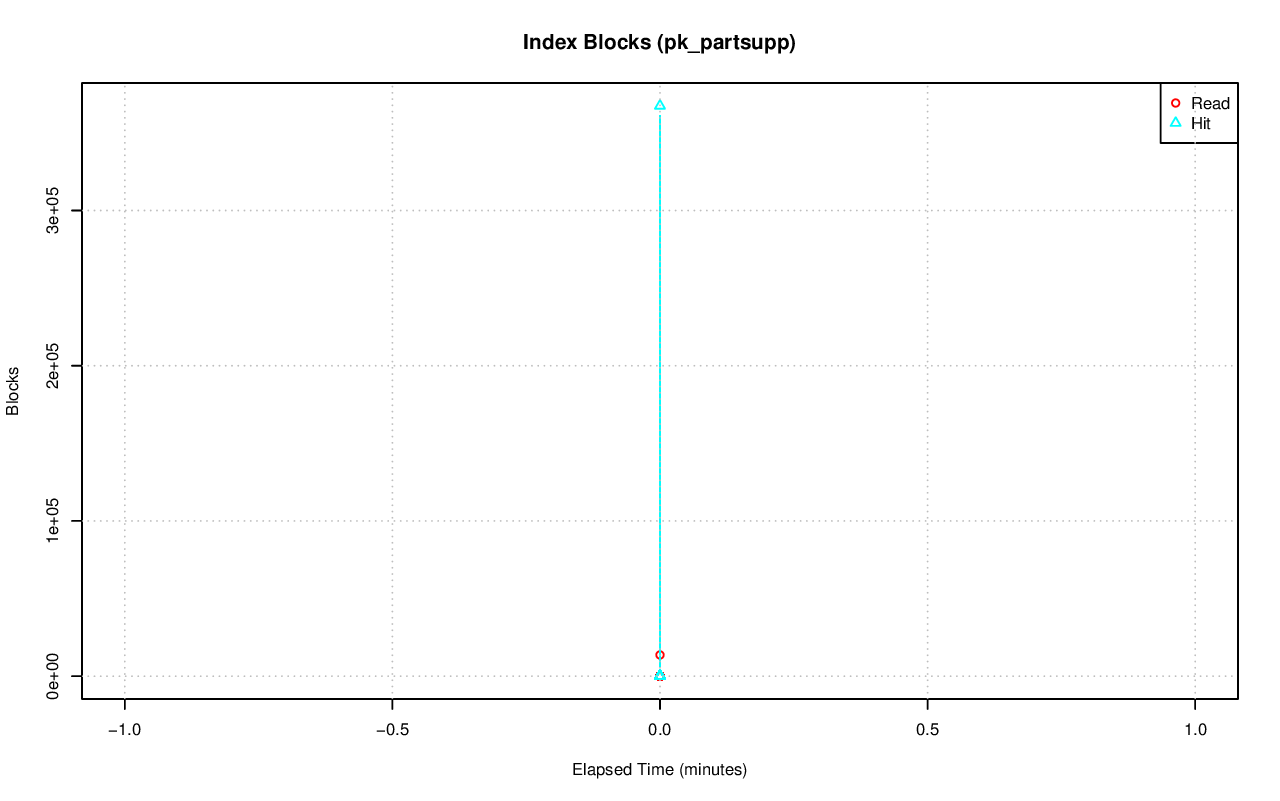 Index Blocks (pk_partsupp)
Read
Hit
3e+05
2e+05
1e+05
0e+00
Blocks
−1.0
−0.5
0.0
0.5
1.0
Elapsed Time (minutes)